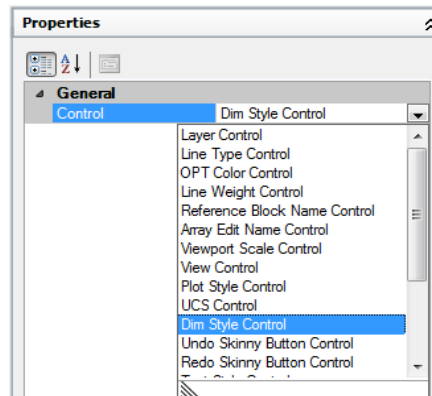 Properties
General
Control Dim Style Control
Layer Control
Line Type Control
OPT Color Control
Line Weight Control
Reference Block Name Control
Array Edit Name Control
Viewport Scale Control
View Control
Plot Style Control
UCS Control
Dim Style Control
Undo Skinny Button Control
Redo Skinny Button Control